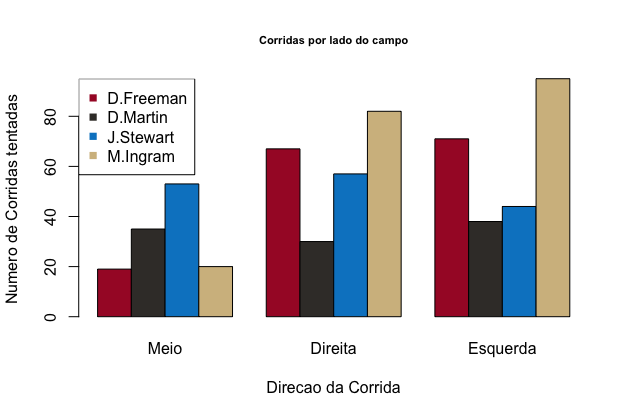 Corridas por lado do campo
Numero de Corridas tentadas
80
60
40
20
0
D.Freeman
D.Martin
J.Stewart
M.Ingram
Meio
Direita
Esquerda
Direcao da Corrida